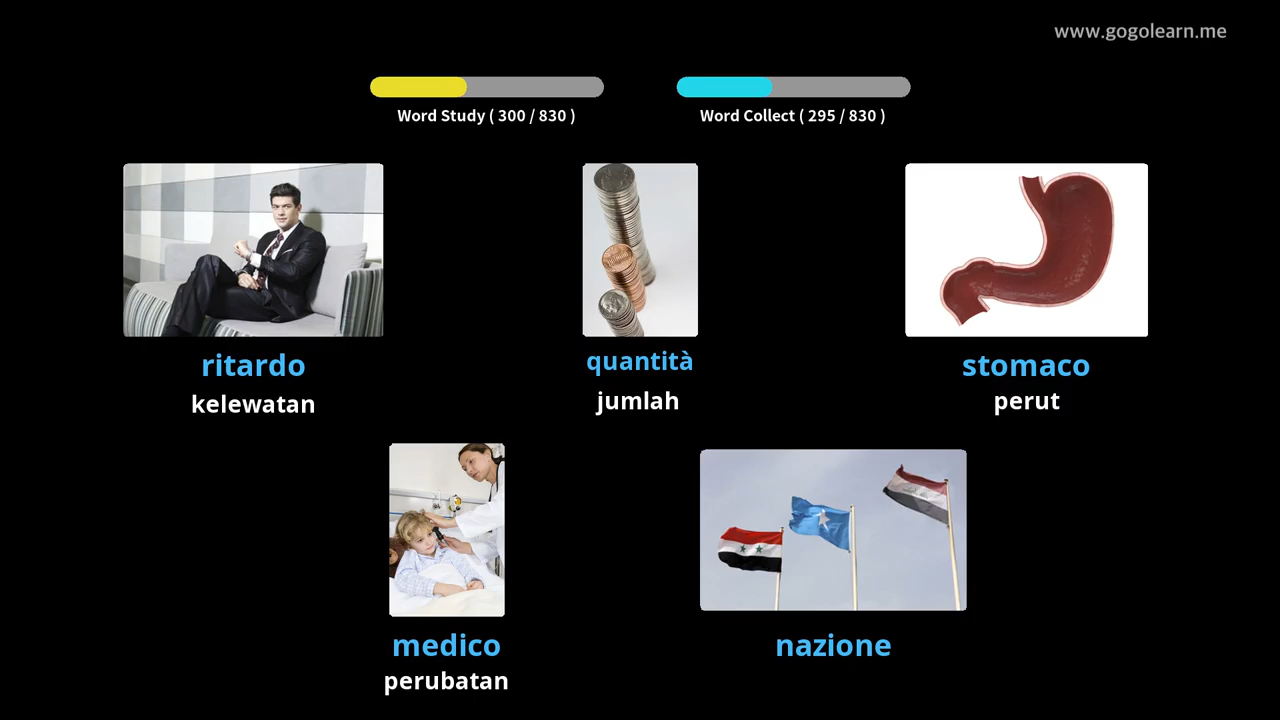 www.gogolearn.me
Word Study ( 300 / 830 )
Word Collect ( 295 / 830 )
ritardo
kelewatan
quantità
jumlah
stomaco
perut
medico
perubatan
nazione